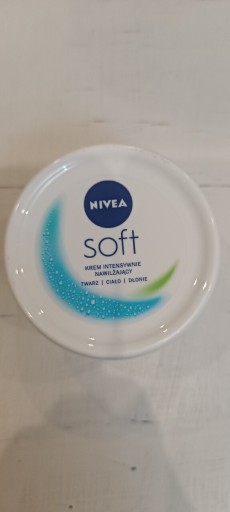 NIVEA
soft
KREM INTENSYWNIE
NAWILŻAJĄCY
TWARZ | CIAŁO | DŁONIE